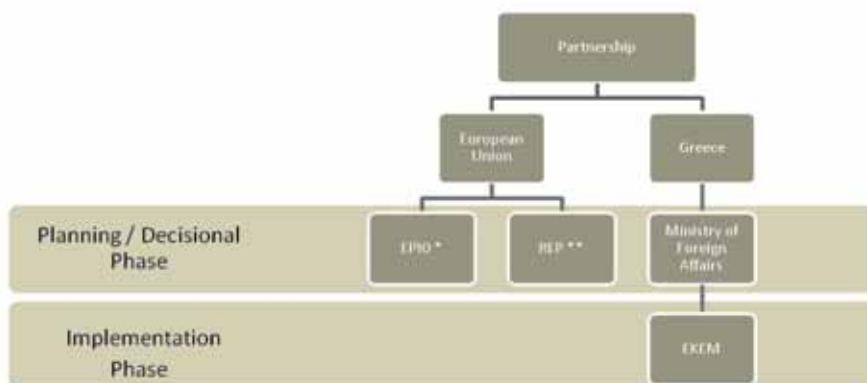 Partnership
European
Union
Greece
Planning / Decisional
Phase
EPIO *
REP **
Ministry of
Foreign
Affairs
Implementation
Phase
EKEM